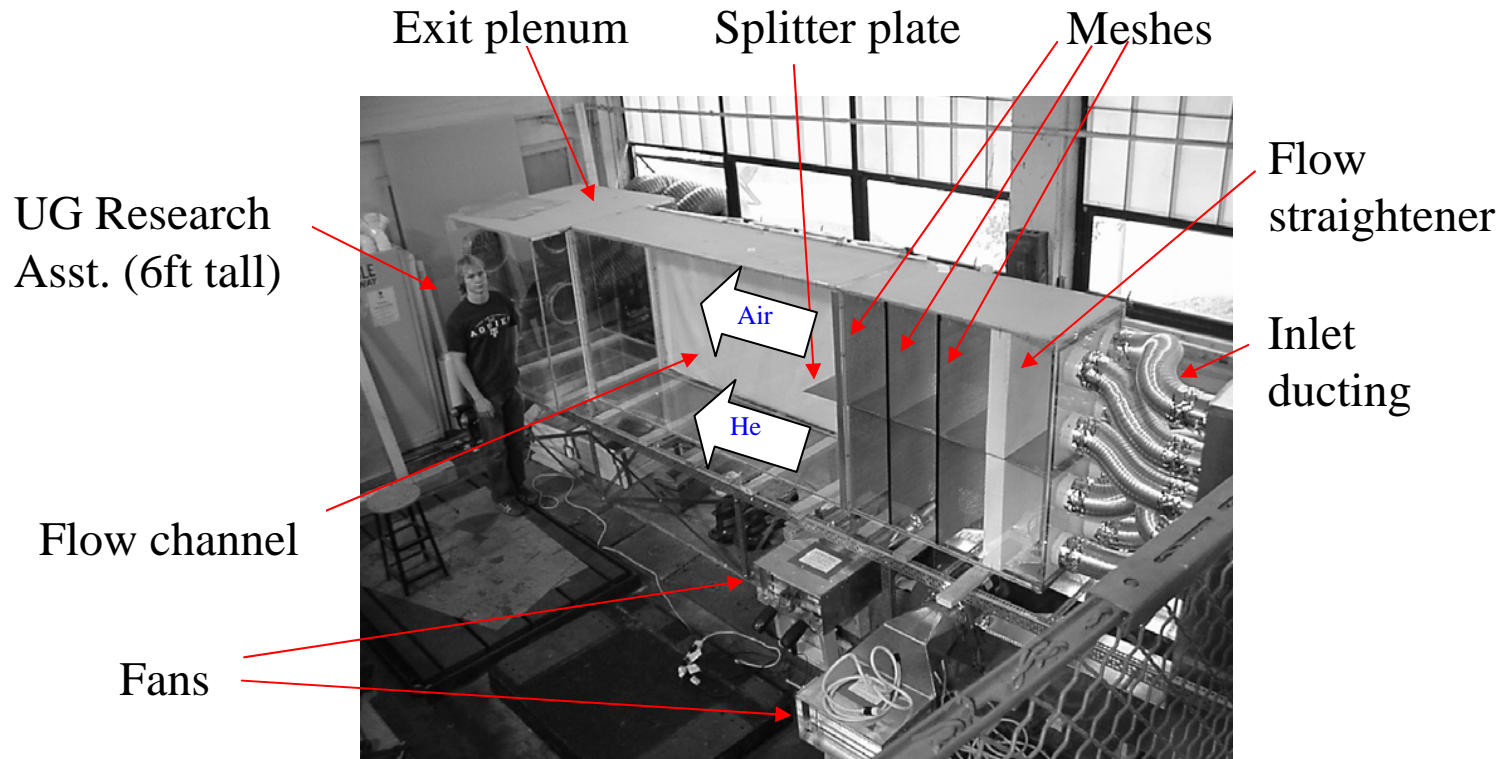 Exit plenum
Splitter plate
Meshes
Flow
straightener
UG Research
Asst. (6ft tall)
Air
Inlet
ducting
He
Flow channel
Fans
AGGIES